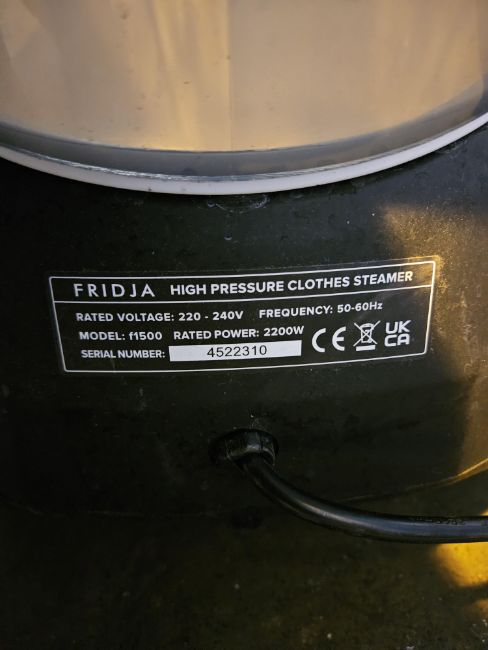 FRIDJA HIGH PRESSURE CLOTHES STEAMER
RATED VOLTAGE: 220 - 240V FREQUENCY: 50-60Hz
MODEL: f1500 RATED POWER: 2200W
SERIAL NUMBER: 4522310
CE UK
CA